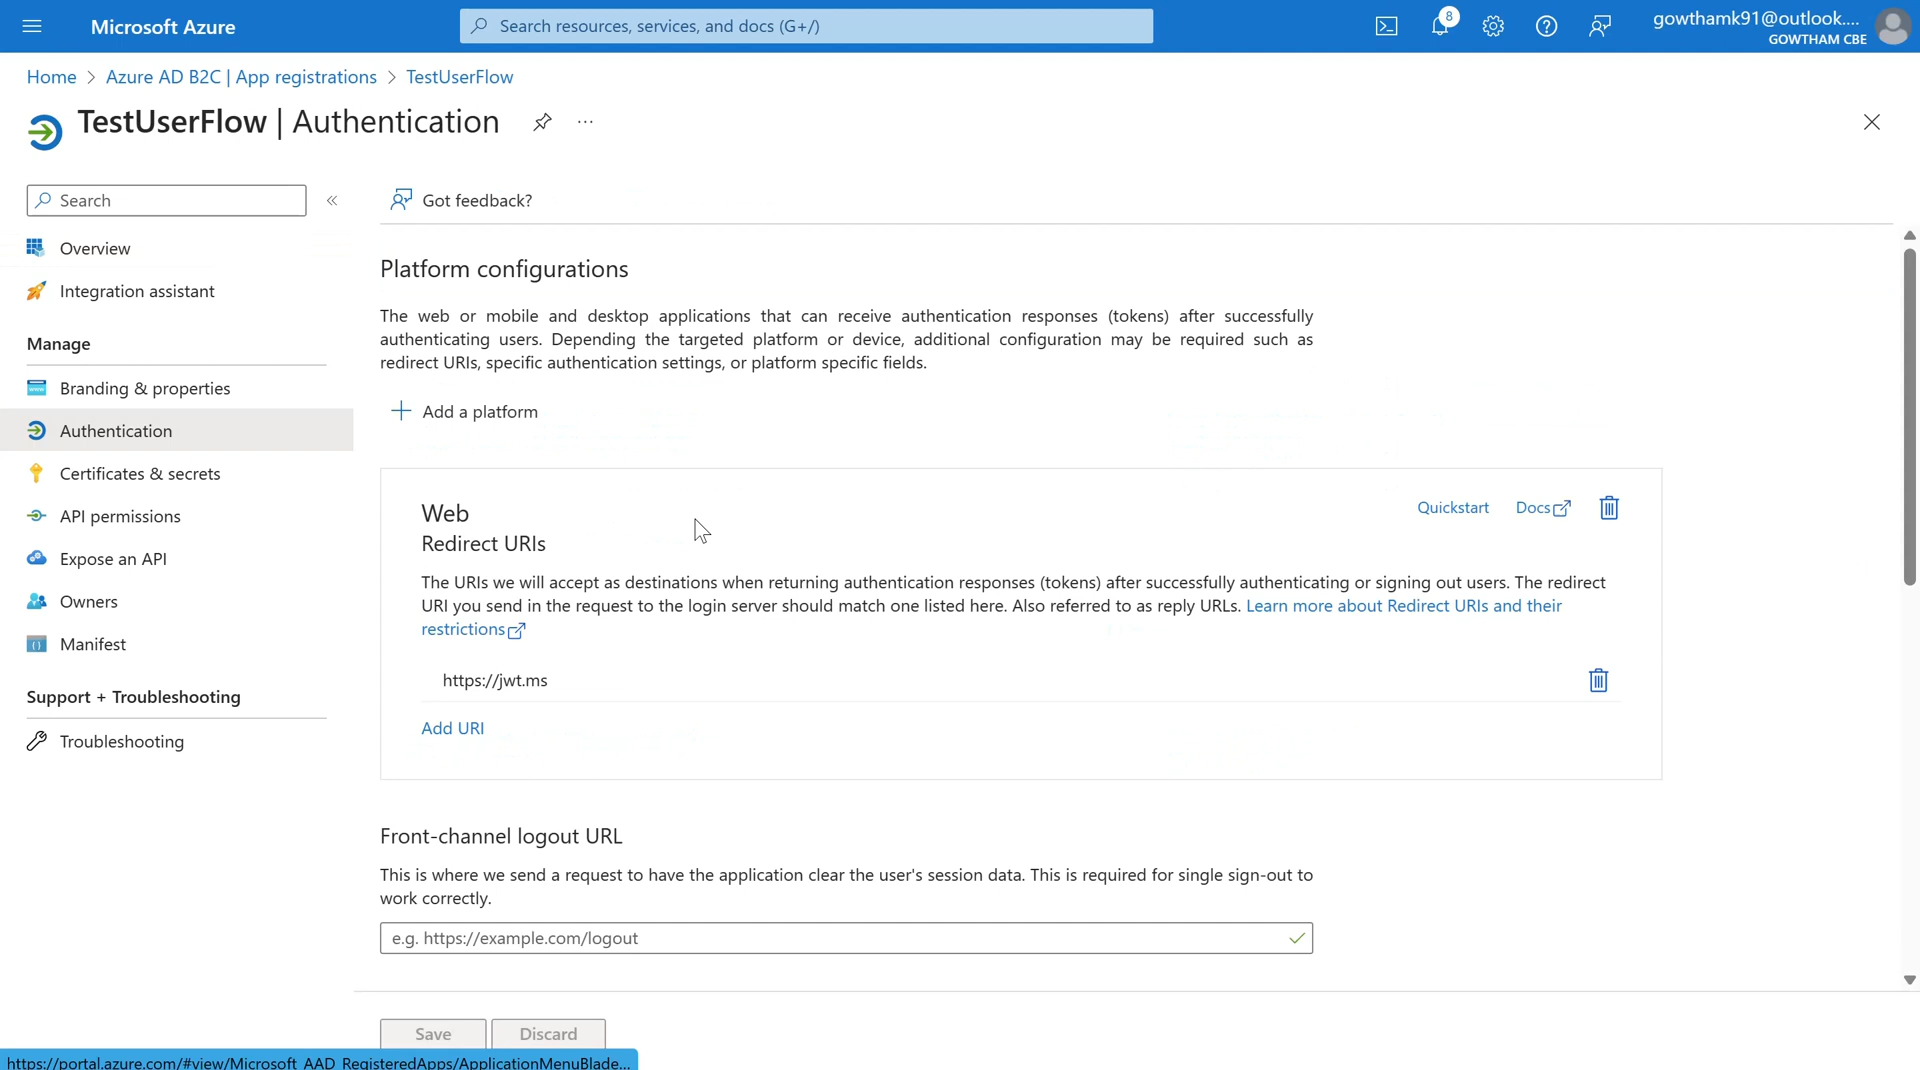 Microsoft Azure
Search resources, services, and docs (G+/)
8
gowthamk91@outlook....
GOWTHAM CBE
Home > Azure AD B2C | App registrations > TestUserFlow
TestUserFlow | Authentication
...
Search
«
Overview
Integration assistant
Manage
Branding & properties
Authentication
Certificates & secrets
API permissions
Expose an API
Owners
Manifest
Support + Troubleshooting
Troubleshooting
Got feedback?
Platform configurations
The web or mobile and desktop applications that can receive authentication responses (tokens) after successfully
authenticating users. Depending the targeted platform or device, additional configuration may be required such as
redirect URIs, specific authentication settings, or platform specific fields.
Add a platform
Web
Quickstart
Docs
Redirect URIs
The URIs we will accept as destinations when returning authentication responses (tokens) after successfully authenticating or signing out users. The redirect
URI you send in the request to the login server should match one listed here. Also referred to as reply URLs. Learn more about Redirect URIs and their
restrictions
https://jwt.ms
Add URI
Front-channel logout URL
This is where we send a request to have the application clear the user's session data. This is required for single sign-out to
work correctly.
e.g. https://example.com/logout
Save
Discard
https://portal.azure.com/#view/Microsoft_AAD_RegisteredApps/ApplicationMenuBlade...